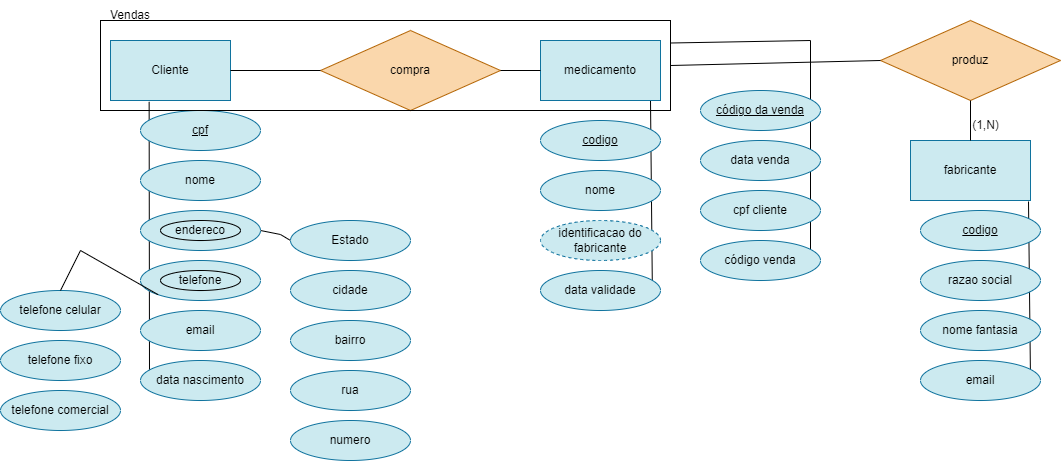 Vendas
Cliente
compra
medicamento
produz
(1,N)
fabricante
cpf
nome
endereco
telefone
email
data nascimento
telefone celular
telefone fixo
telefone comercial
Estado
cidade
bairro
rua
numero
codigo
nome
identificacao do
fabricante
data validade
código da venda
data venda
cpf cliente
código venda
codigo
razao social
nome fantasia
email